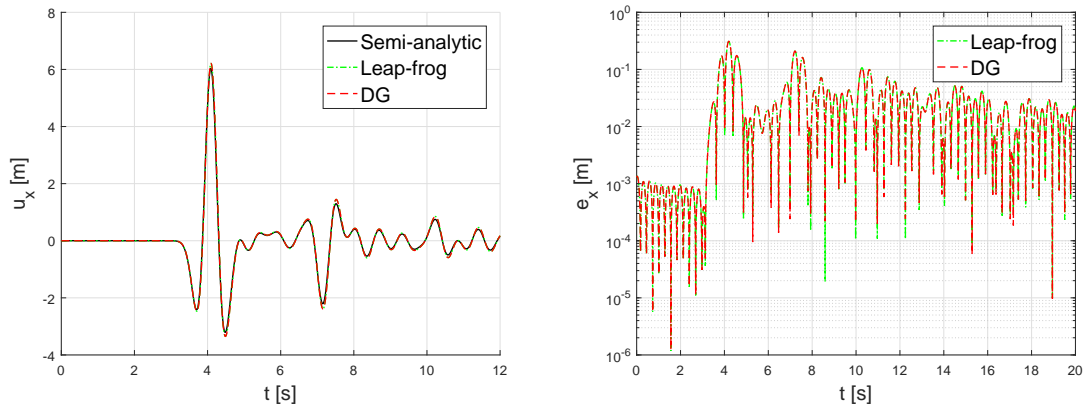 8
6
4
2
0
-2
-4
u_x [m]
0 2 4 6 8 10 12
t [s]
Semi-analytic
Leap-frog
DG
10^0
10^-1
10^-2
10^-3
10^-4
10^-5
10^-6
e_x [m]
0 2 4 6 8 10 12 14 16 18 20
t [s]
Leap-frog
DG